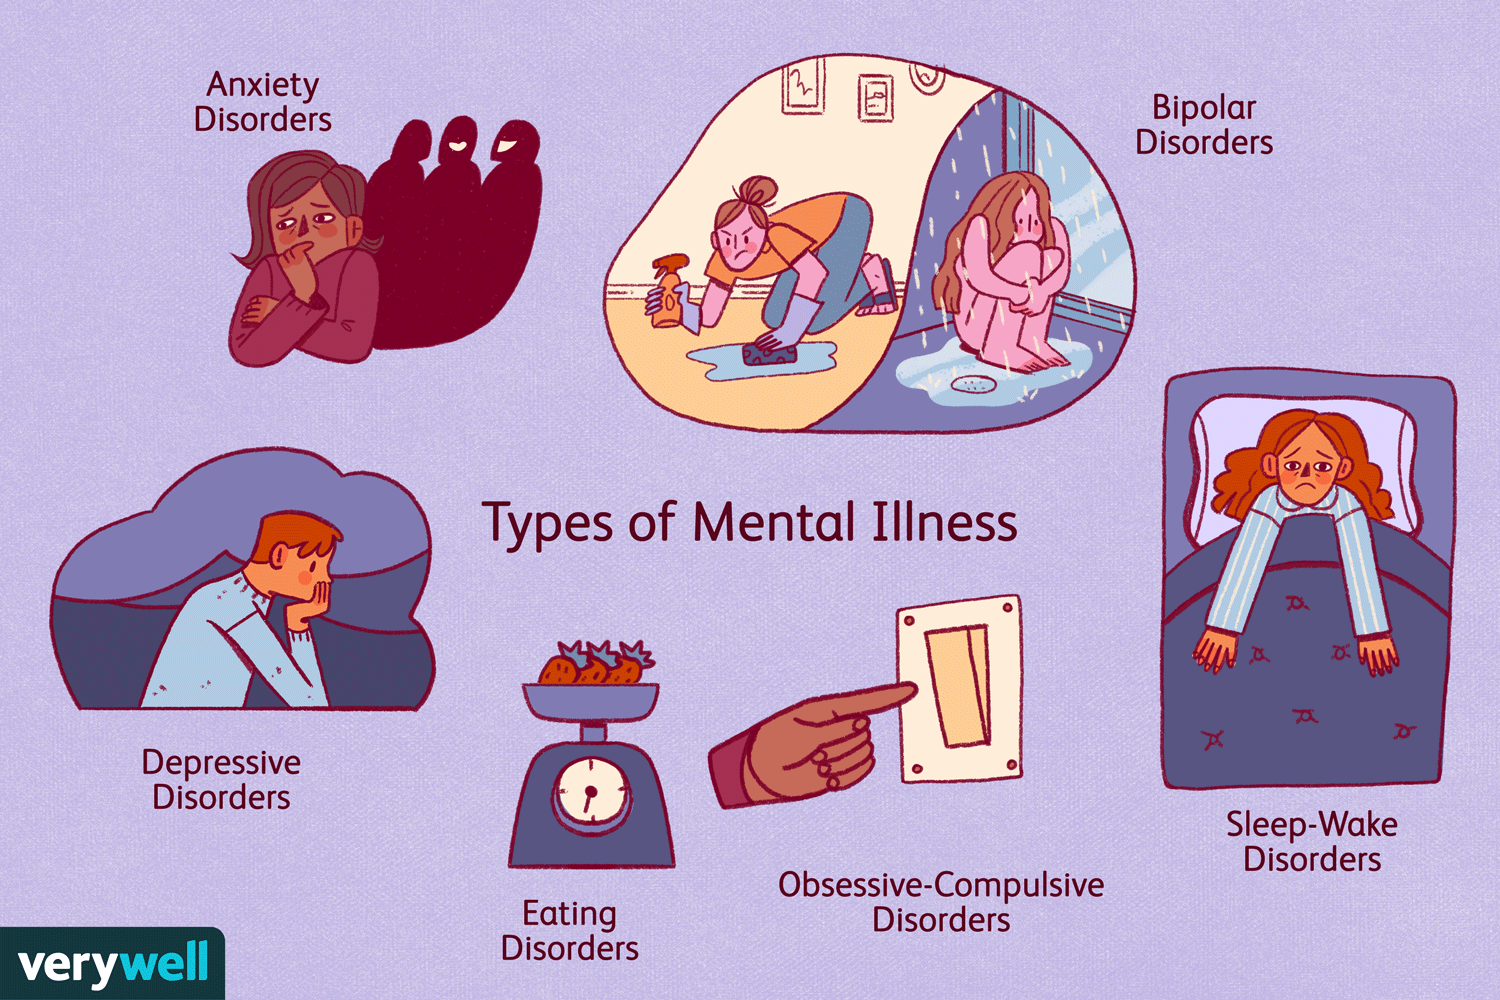 Anxiety
Disorders
Bipolar
Disorders
Types of Mental Illness
Depressive
Disorders
Eating
Disorders
Obsessive-Compulsive
Disorders
Sleep-Wake
Disorders
verywell